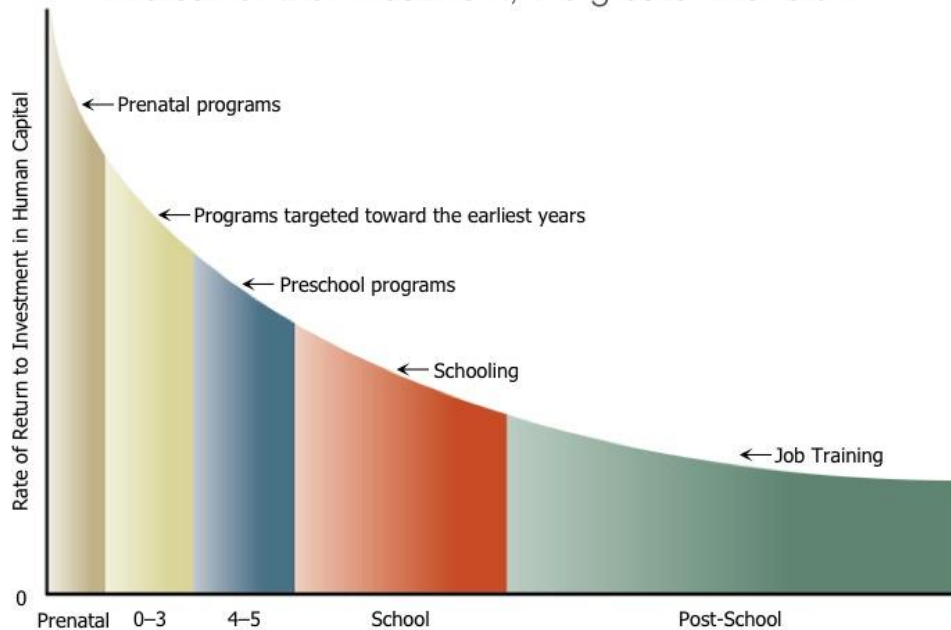 Prenatal programs
Programs targeted toward the earliest years
Preschool programs
Schooling
Job Training
Rate of Return to Investment in Human Capital
0
Prenatal 0–3 4–5 School Post-School